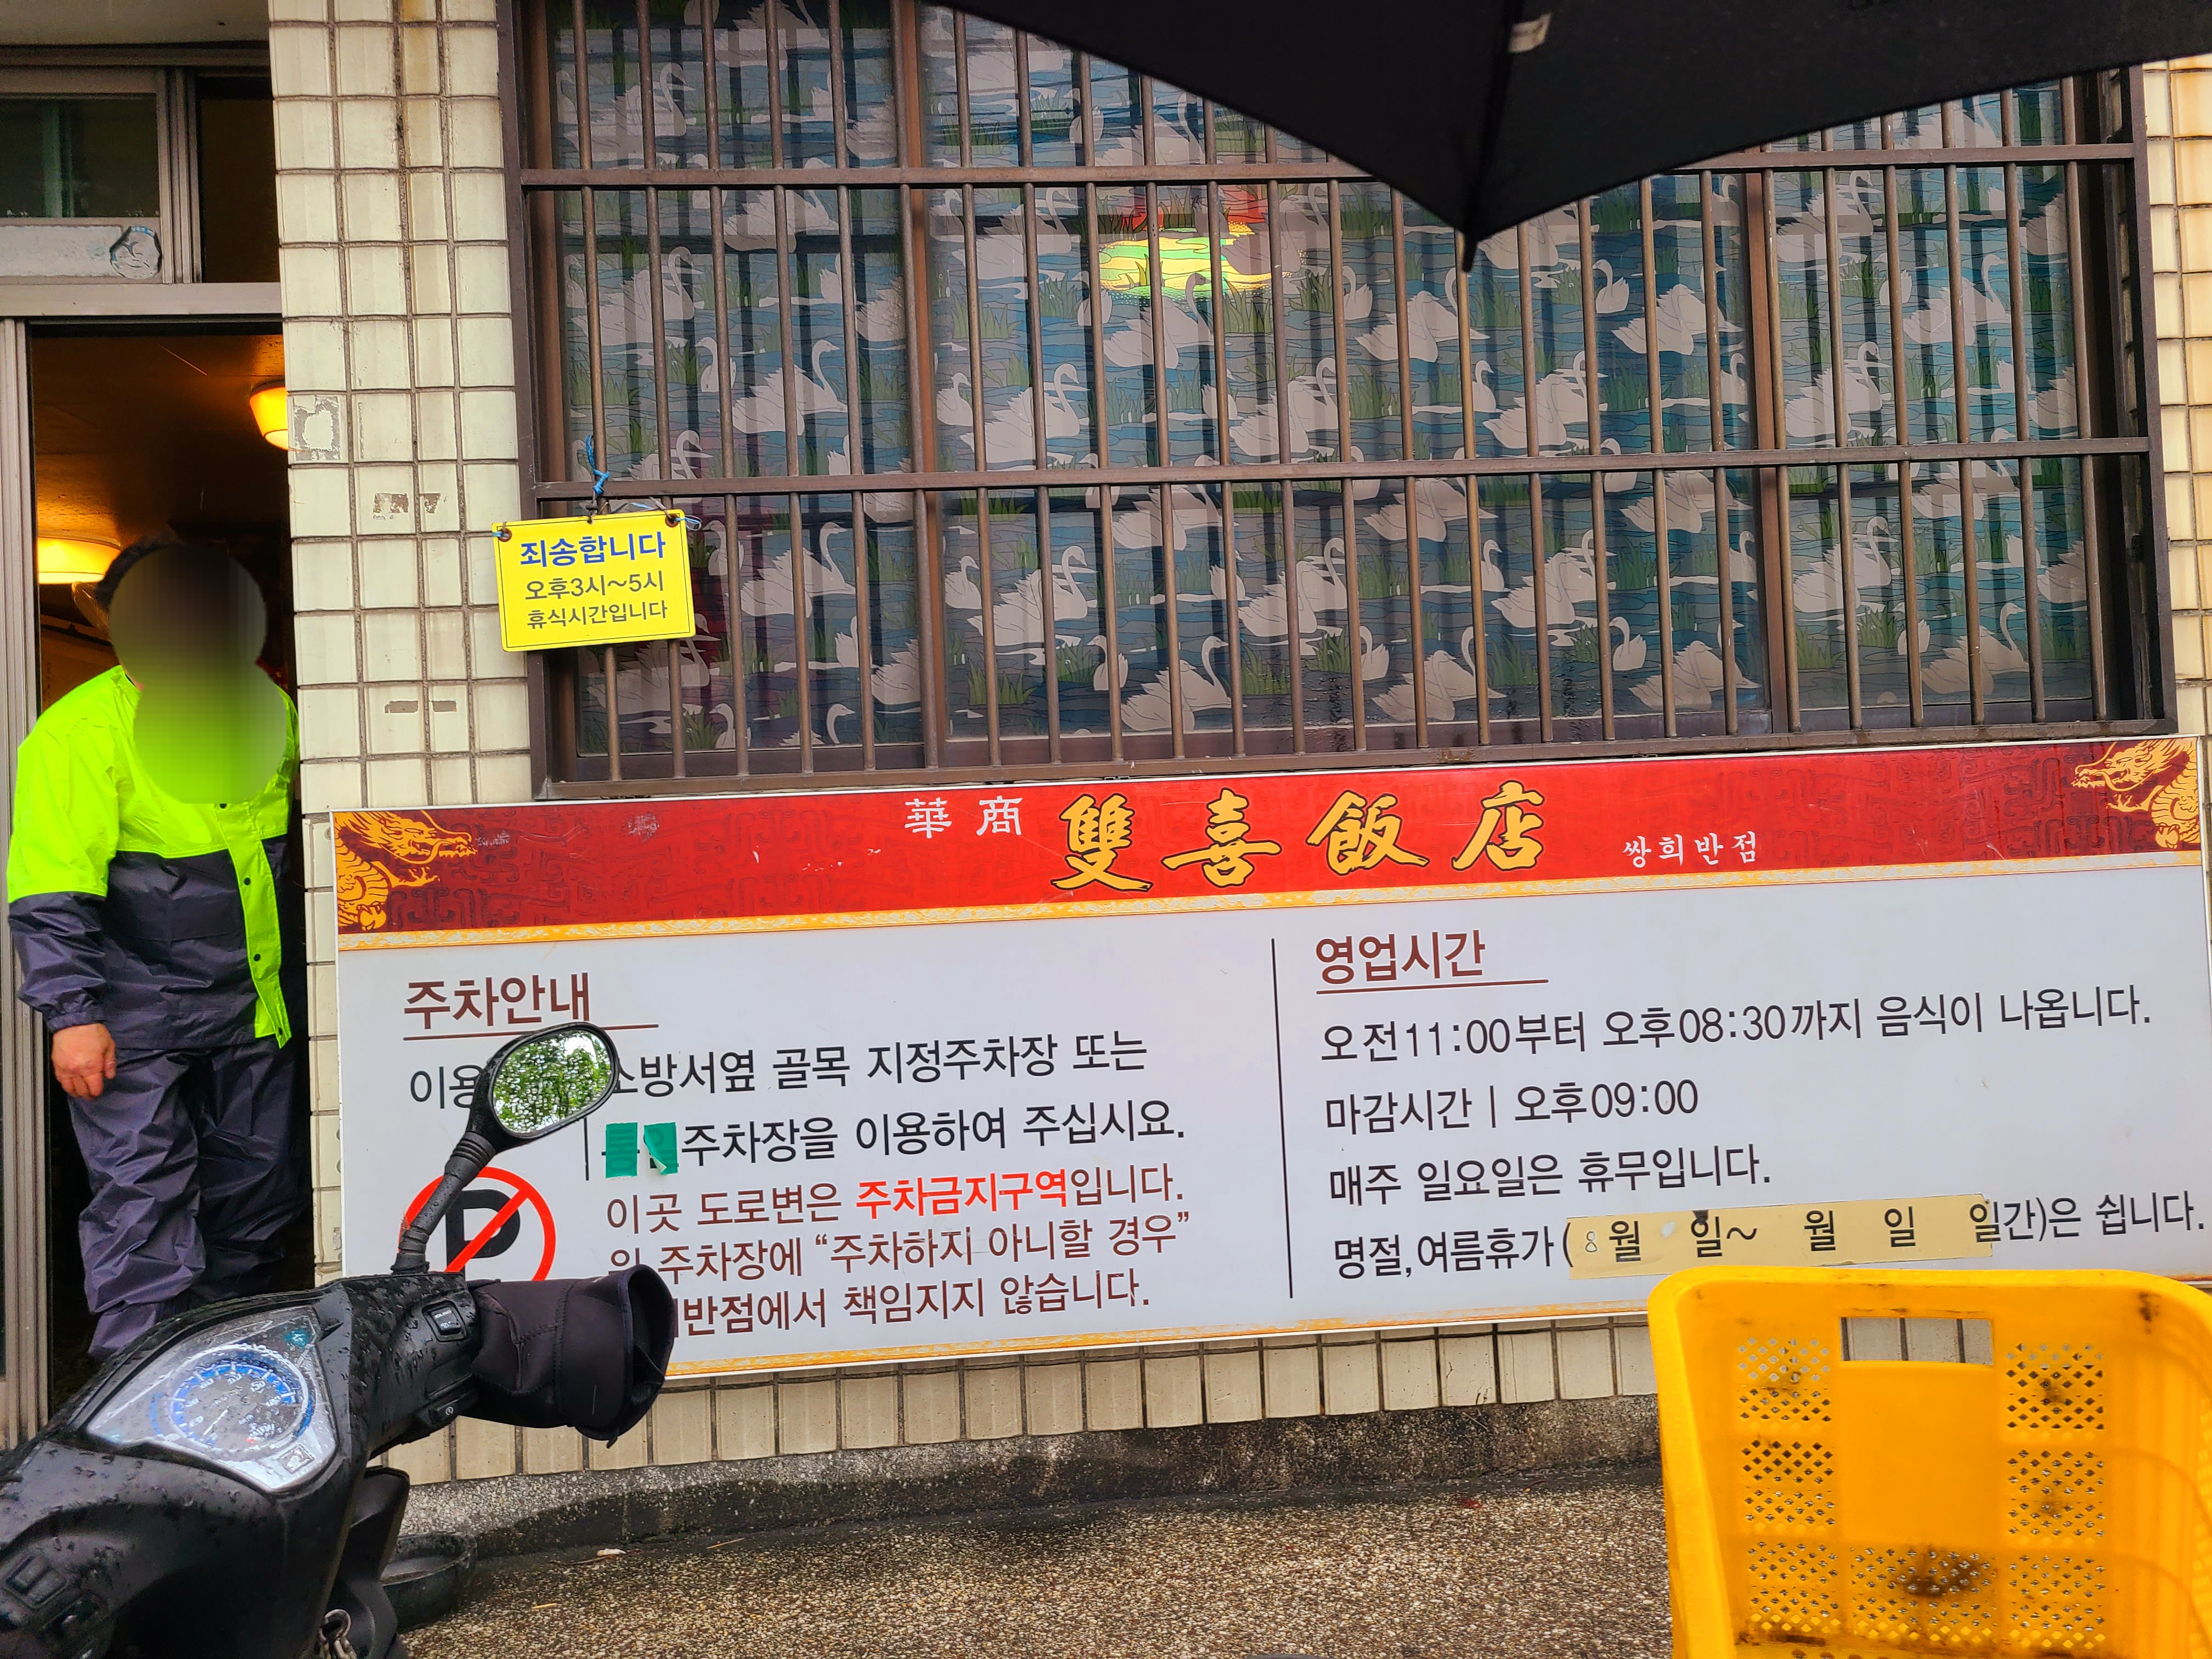 죄송합니다
오후3시~5시
휴식시간입니다
華商 雙喜飯店 쌍희반점
주차안내
소방서옆 골목 지정주차장 또는
주차장을 이용하여 주십시요.
이곳 도로변은 주차금지구역입니다.
위 주차장에 “주차하지 아니할 경우”
반점에서 책임지지 않습니다.
영업시간
오전11:00부터 오후08:30까지 음식이 나옵니다.
마감시간 | 오후09:00
매주 일요일은 휴무입니다.
명절,여름휴가( 8월 일~ 월 일 일간)은 쉽니다.